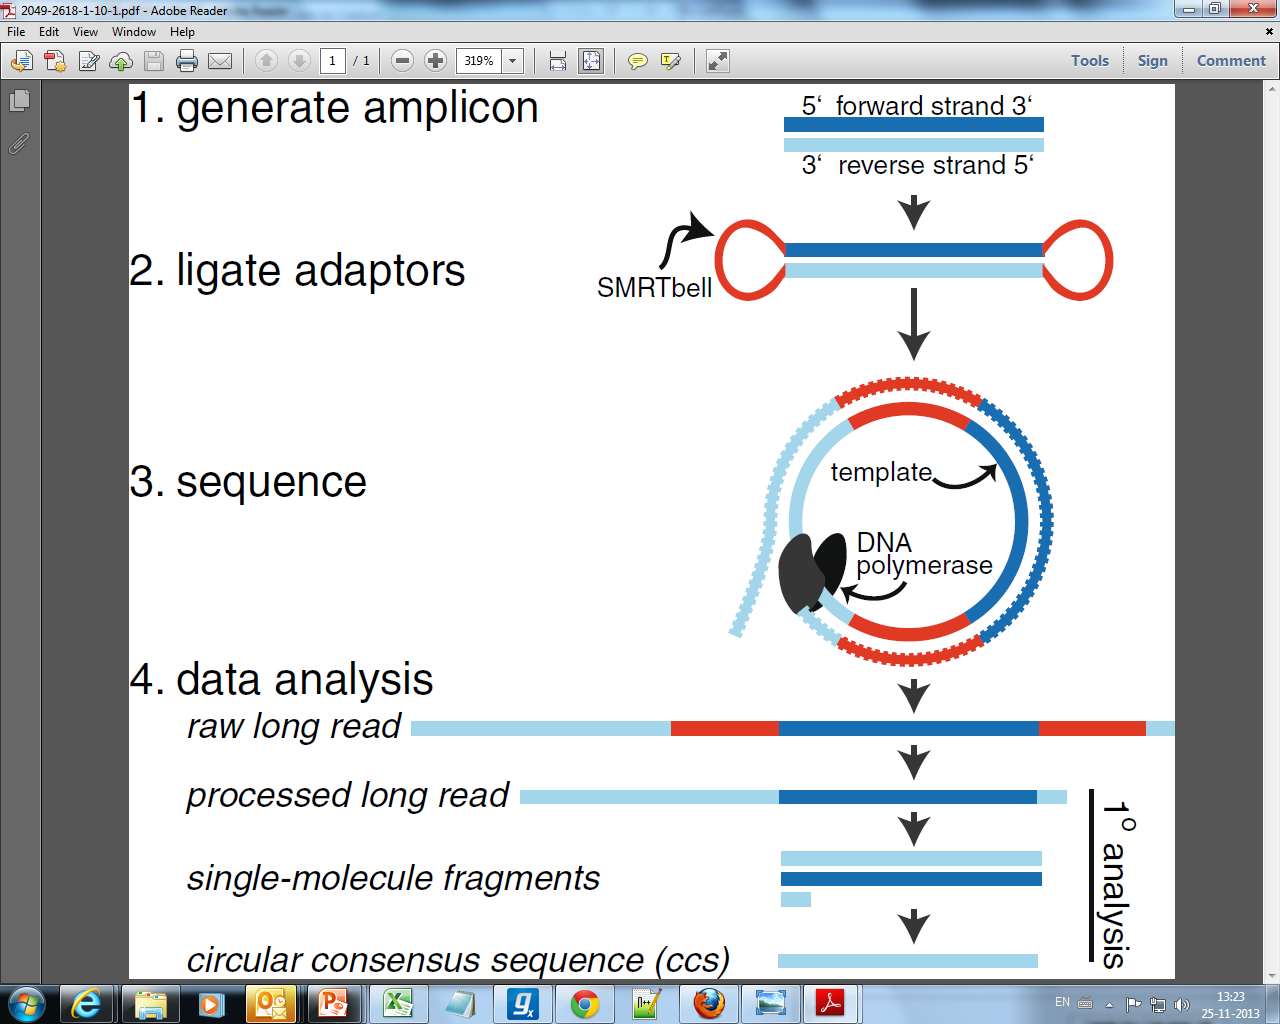 2049-2618-1-10-1.pdf - Adobe Reader
File Edit View Window Help
1 / 1 319% Tools Sign Comment
1. generate amplicon
5‘ forward strand 3‘
3‘ reverse strand 5‘
2. ligate adaptors
SMRTbell
3. sequence
template
DNA
polymerase
4. data analysis
raw long read
processed long read
single-molecule fragments
circular consensus sequence (ccs)
1º analysis
EN
13:23
25-11-2013